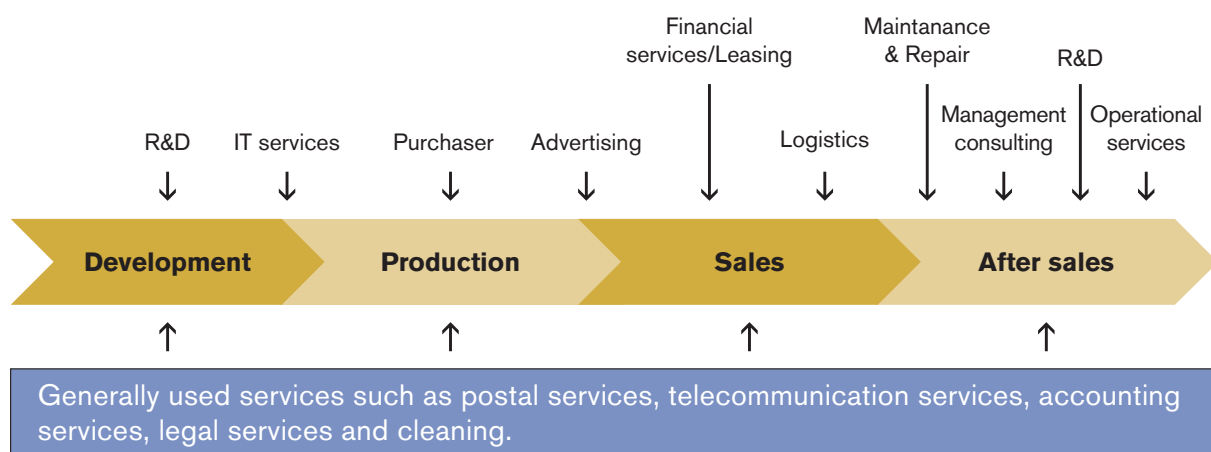 Financial
services/Leasing
Maintanance
& Repair
R&D
R&D
IT services
Purchaser
Advertising
Logistics
Management
consulting
Operational
services
Development
Production
Sales
After sales
Generally used services such as postal services, telecommunication services, accounting
services, legal services and cleaning.